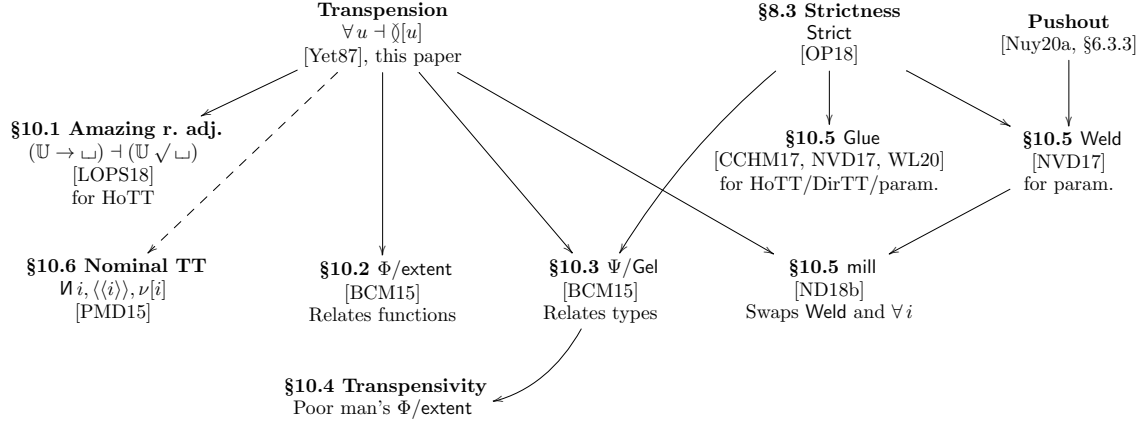 Transpension
∀ u ⊣ ≬[u]
[Yet87], this paper
§8.3 Strictness
Strict
[OP18]
Pushout
[Nuy20a, §6.3.3]
§10.1 Amazing r. adj.
(𝕌 → ␣) ⊣ (𝕌 √ ␣)
[LOPS18]
for HoTT
§10.5 Glue
[CCHM17, NVD17, WL20]
for HoTT/DirTT/param.
§10.5 Weld
[NVD17]
for param.
§10.6 Nominal TT
И i, ⟨⟨i⟩⟩, ν[i]
[PMD15]
§10.2 Φ/extent
[BCM15]
Relates functions
§10.3 Ψ/Gel
[BCM15]
Relates types
§10.5 mill
[ND18b]
Swaps Weld and ∀ i
§10.4 Transpensivity
Poor man's Φ/extent